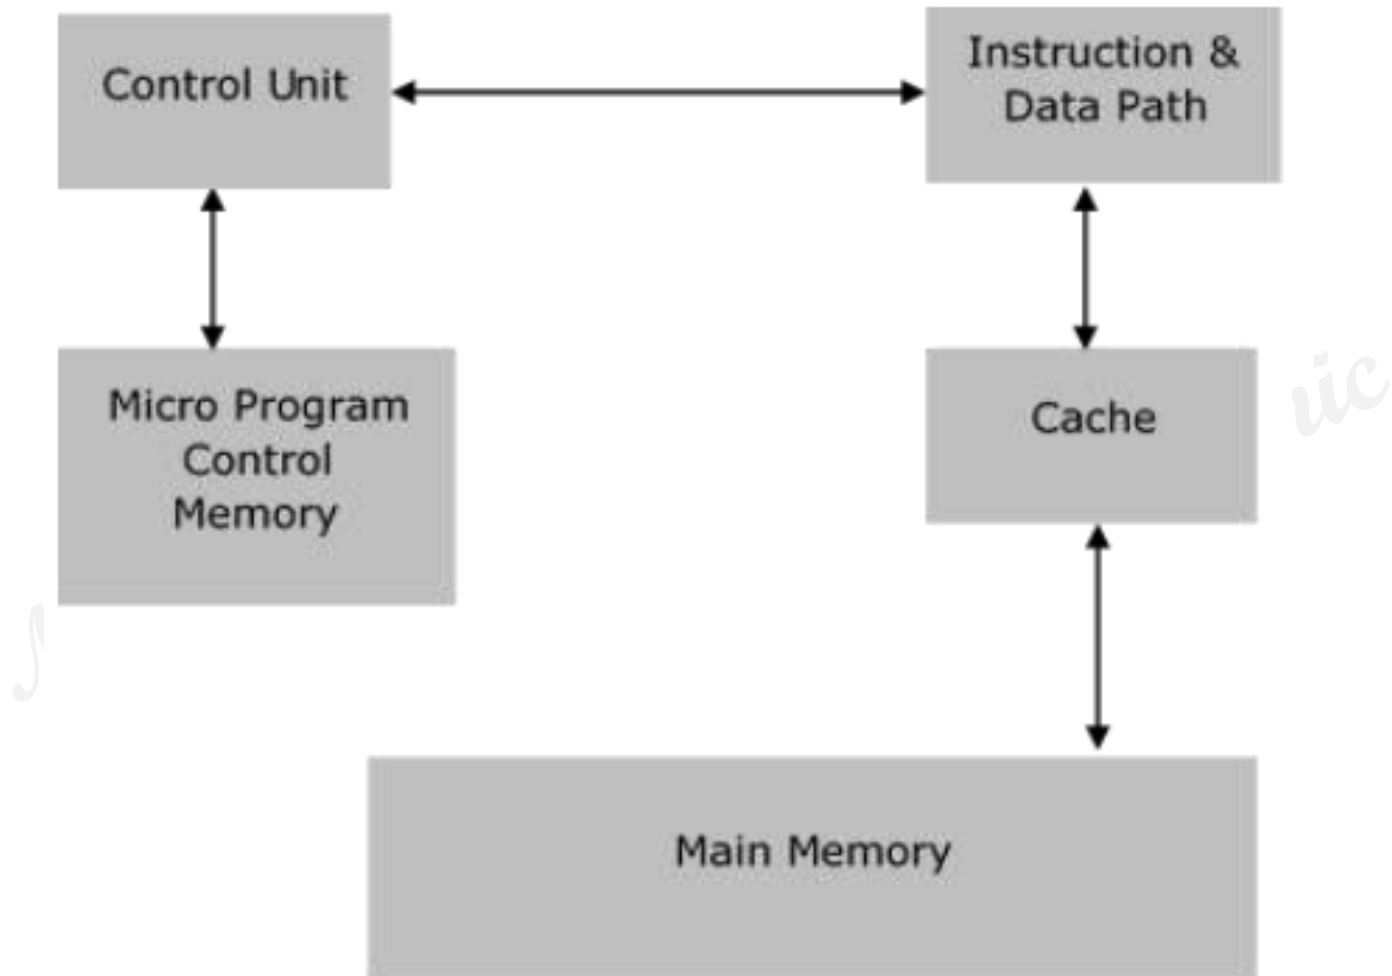 Control Unit
Instruction &
Data Path
Micro Program
Control
Memory
Cache
Main Memory